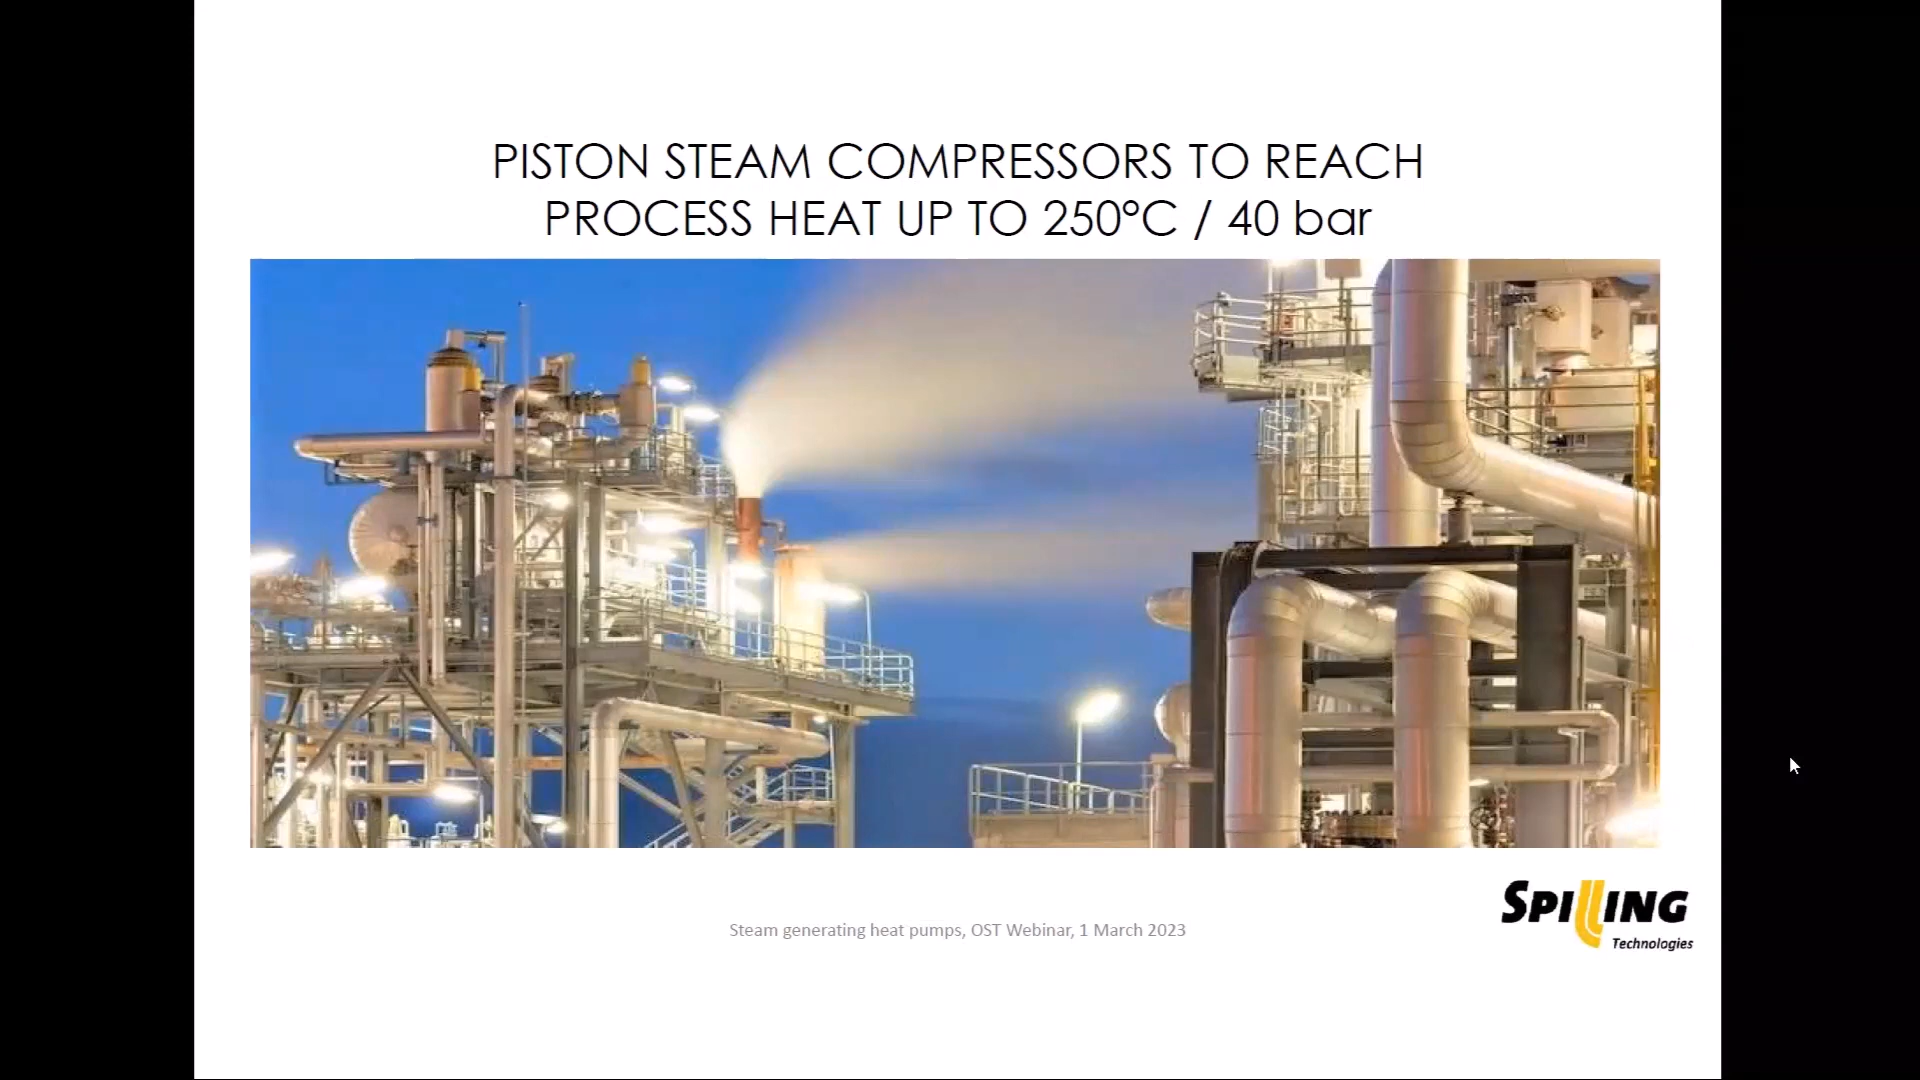 PISTON STEAM COMPRESSORS TO REACH
PROCESS HEAT UP TO 250°C / 40 bar
Steam generating heat pumps, OST Webinar, 1 March 2023
SPILLING
Technologies